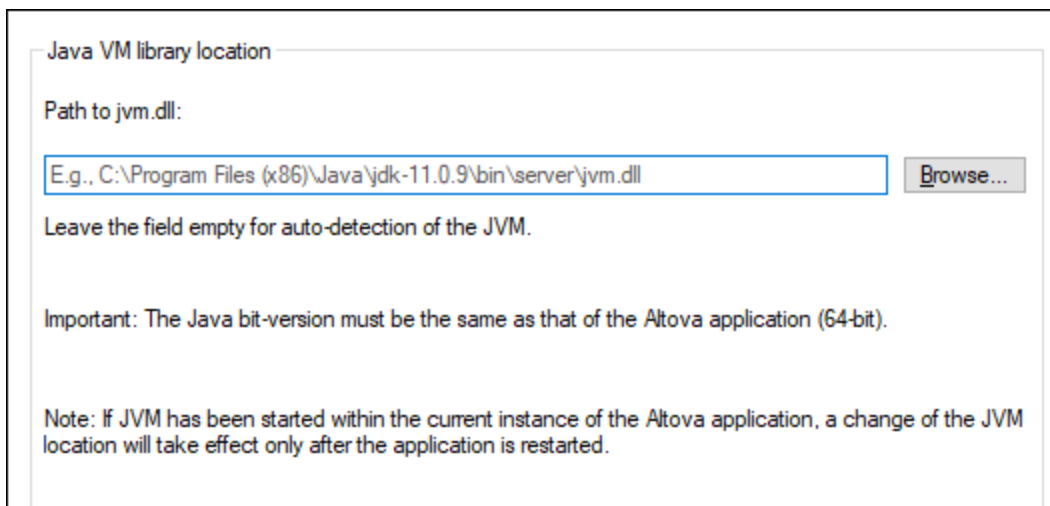 Java VM library location
Path to jvm.dll:
E.g., C:\Program Files (x86)\Java\jdk-11.0.9\bin\server\jvm.dll
Browse...
Leave the field empty for auto-detection of the JVM.
Important: The Java bit-version must be the same as that of the Altova application (64-bit).
Note: If JVM has been started within the current instance of the Altova application, a change of the JVM
location will take effect only after the application is restarted.